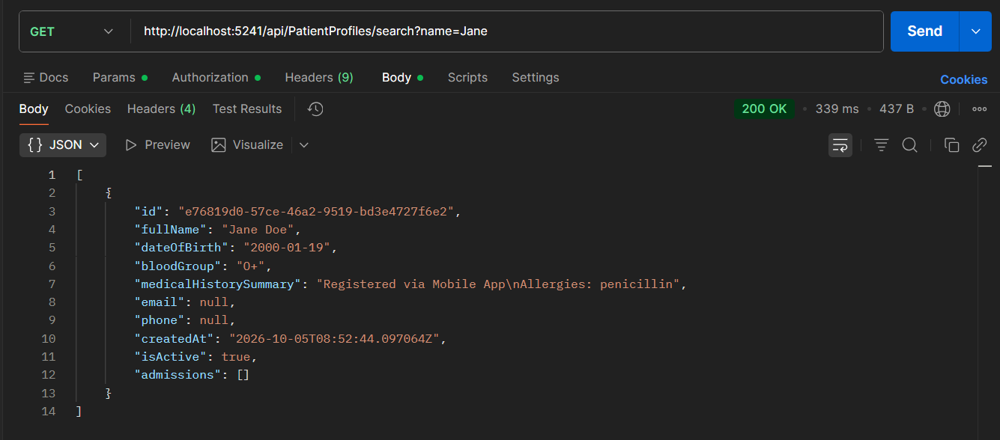 GET http://localhost:5241/api/PatientProfiles/search?name=Jane Send
Docs Params Authorization Headers (9) Body Scripts Settings Cookies
Body Cookies Headers (4) Test Results 200 OK 339 ms 437 B
{} JSON Preview Visualize
1 [
2 {
3 "id": "e76819d0-57ce-46a2-9519-bd3e4727f6e2",
4 "fullName": "Jane Doe",
5 "dateOfBirth": "2000-01-19",
6 "bloodGroup": "O+",
7 "medicalHistorySummary": "Registered via Mobile App\nAllergies: penicillin",
8 "email": null,
9 "phone": null,
10 "createdAt": "2026-10-05T08:52:44.097064Z",
11 "isActive": true,
12 "admissions": []
13 }
14 ]